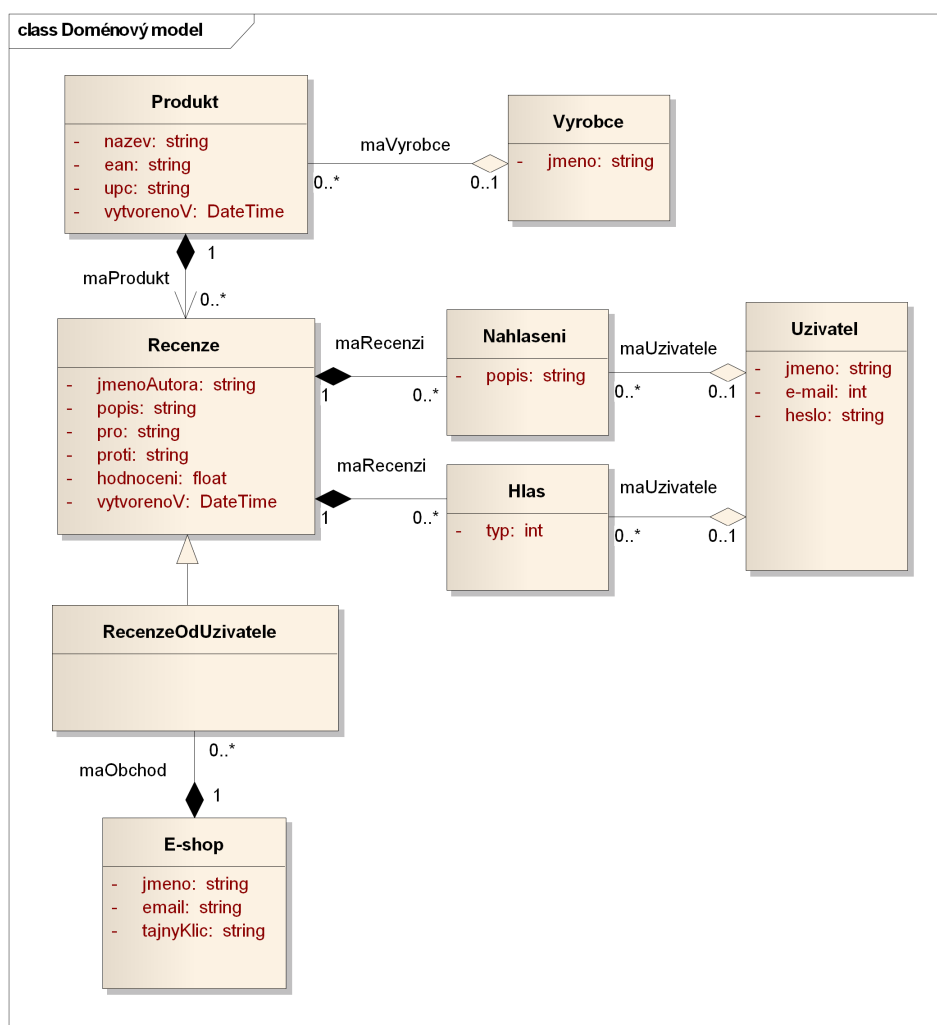 class Doménový model
Produkt
- nazev: string
- ean: string
- upc: string
- vytvorenoV: DateTime
maVyrobce
0..*
0..1
Vyrobce
- jmeno: string
1
maProdukt
0..*
Recenze
- jmenoAutora: string
- popis: string
- pro: string
- proti: string
- hodnoceni: float
- vytvorenoV: DateTime
maRecenzi
1
0..*
Nahlaseni
- popis: string
maUzivatele
0..*
0..1
Uzivatel
- jmeno: string
- e-mail: int
- heslo: string
maRecenzi
1
0..*
Hlas
- typ: int
maUzivatele
0..*
0..1
RecenzeOdUzivatele
0..*
maObchod
1
E-shop
- jmeno: string
- email: string
- tajnyKlic: string